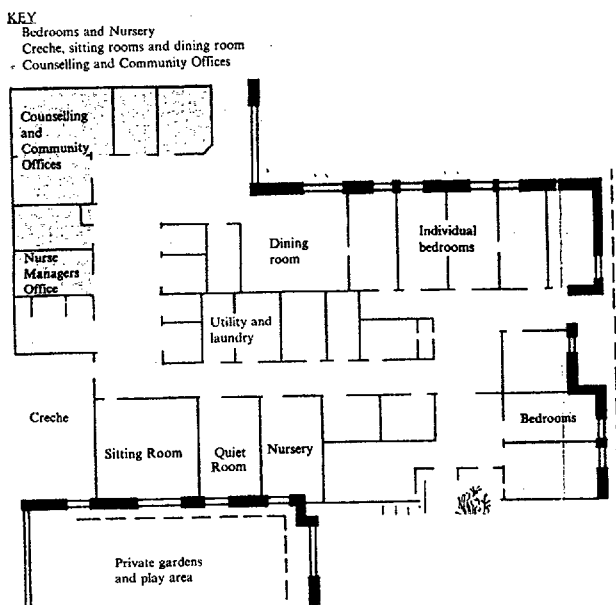 KEY
Bedrooms and Nursery
Creche, sitting rooms and dining room
Counselling and Community Offices
Counselling
and
Community
Offices
Nurse
Managers
Office
Dining
room
Individual
bedrooms
Utility and
laundry
Creche
Sitting Room
Quiet
Room
Nursery
Bedrooms
Private gardens
and play area